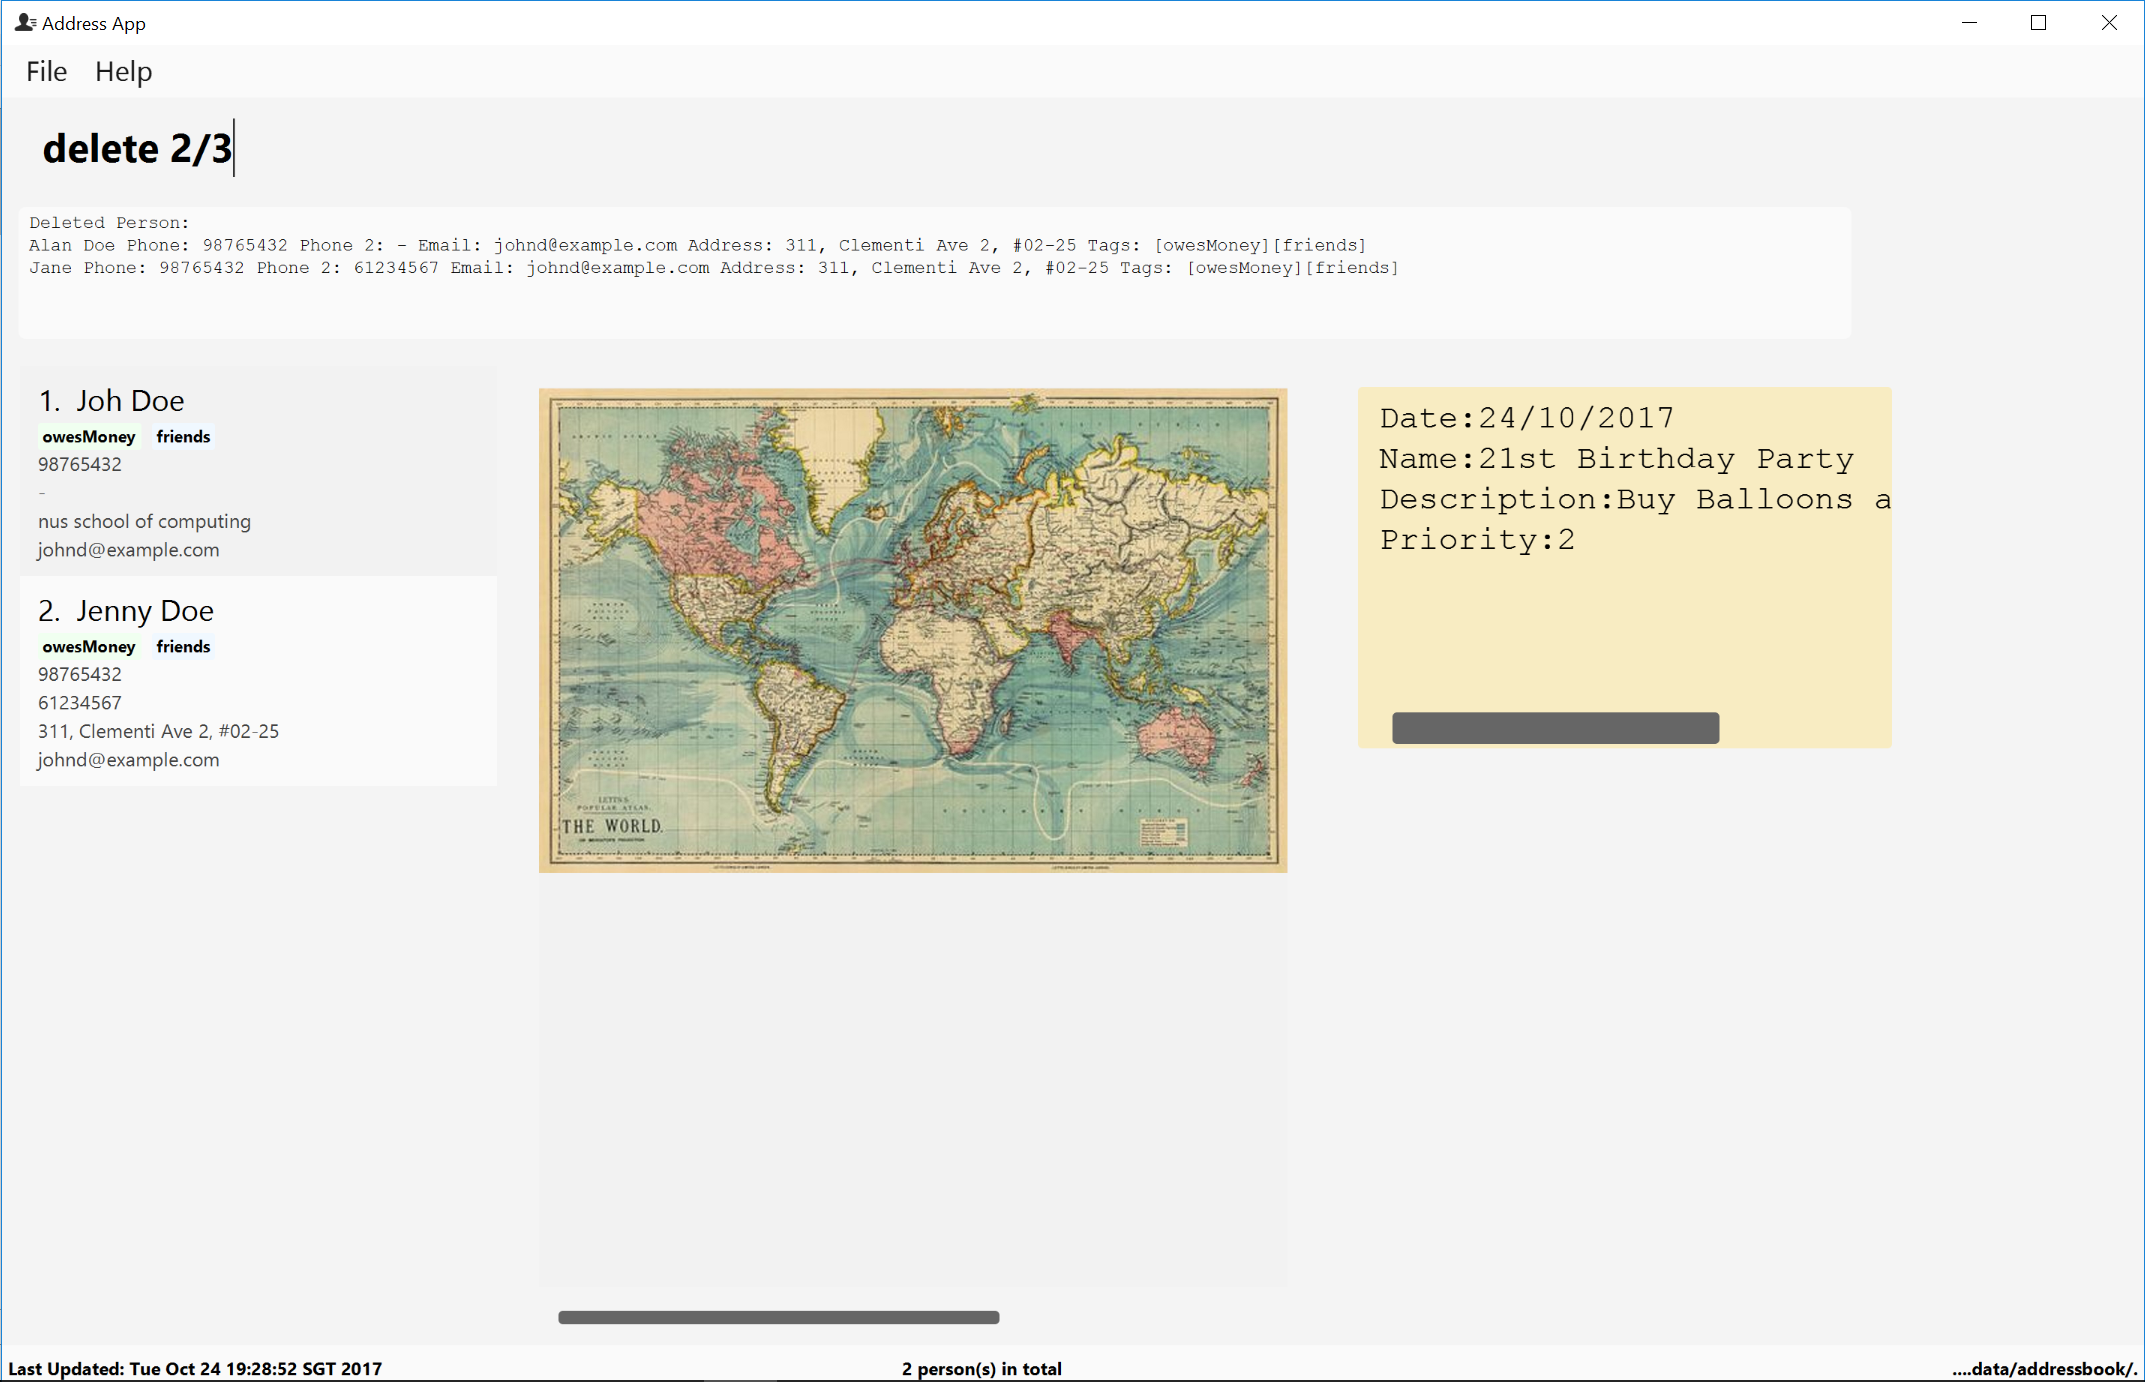 Address App
File Help
delete 2/3
Deleted Person:
Alan Doe Phone: 98765432 Phone 2: - Email: johnd@example.com Address: 311, Clementi Ave 2, #02-25 Tags: [owesMoney][friends]
Jane Phone: 98765432 Phone 2: 61234567 Email: johnd@example.com Address: 311, Clementi Ave 2, #02-25 Tags: [owesMoney][friends]
1. Joh Doe
owesMoney friends
98765432
-
nus school of computing
johnd@example.com
2. Jenny Doe
owesMoney friends
98765432
61234567
311, Clementi Ave 2, #02-25
johnd@example.com
LETTS'S
POPULAR ATLAS.
THE WORLD.
Date:24/10/2017
Name:21st Birthday Party
Description:Buy Balloons a
Priority:2
Last Updated: Tue Oct 24 19:28:52 SGT 2017
2 person(s) in total
....data/addressbook/.